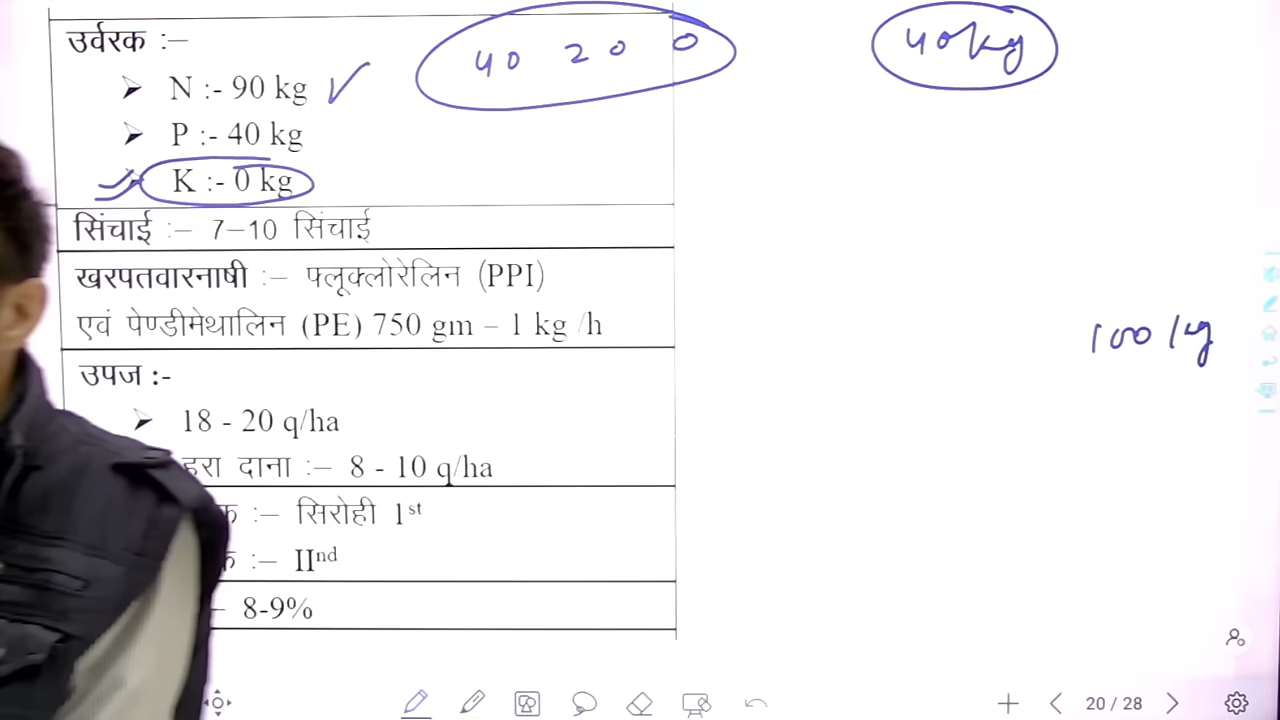 उर्वरक :–
40 20 0
40kg
➢ N :- 90 kg ✓
➢ P :- 40 kg
➢ K :- 0 kg
सिंचाई :– 7–10 सिंचाई
खरपतवारनाषी :– फ्लूक्लोरेलिन (PPI)
एवं पेण्डीमेथालिन (PE) 750 gm – 1 kg /h
100 kg
उपज :-
➢ 18 - 20 q/ha
हरा दाना :– 8 - 10 q/ha
:– सिरोही 1st
:– IInd
– 8-9%
20 / 28